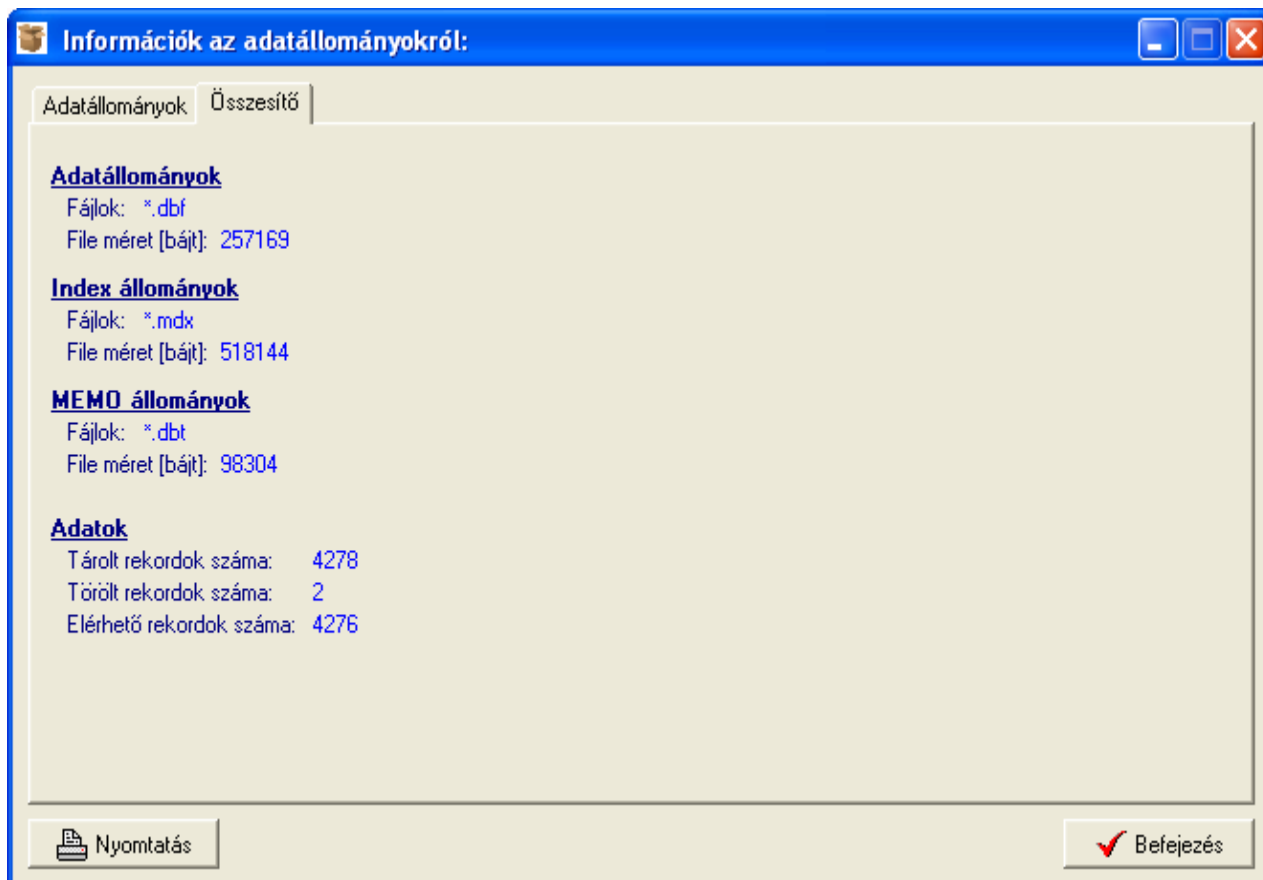 Információk az adatállományokról:
Adatállományok Összesítő
Adatállományok
Fájlok: *.dbf
File méret [bájt]: 257169
Index állományok
Fájlok: *.mdx
File méret [bájt]: 518144
MEMO állományok
Fájlok: *.dbt
File méret [bájt]: 98304
Adatok
Tárolt rekordok száma: 4278
Törölt rekordok száma: 2
Elérhető rekordok száma: 4276
Nyomtatás Befejezés